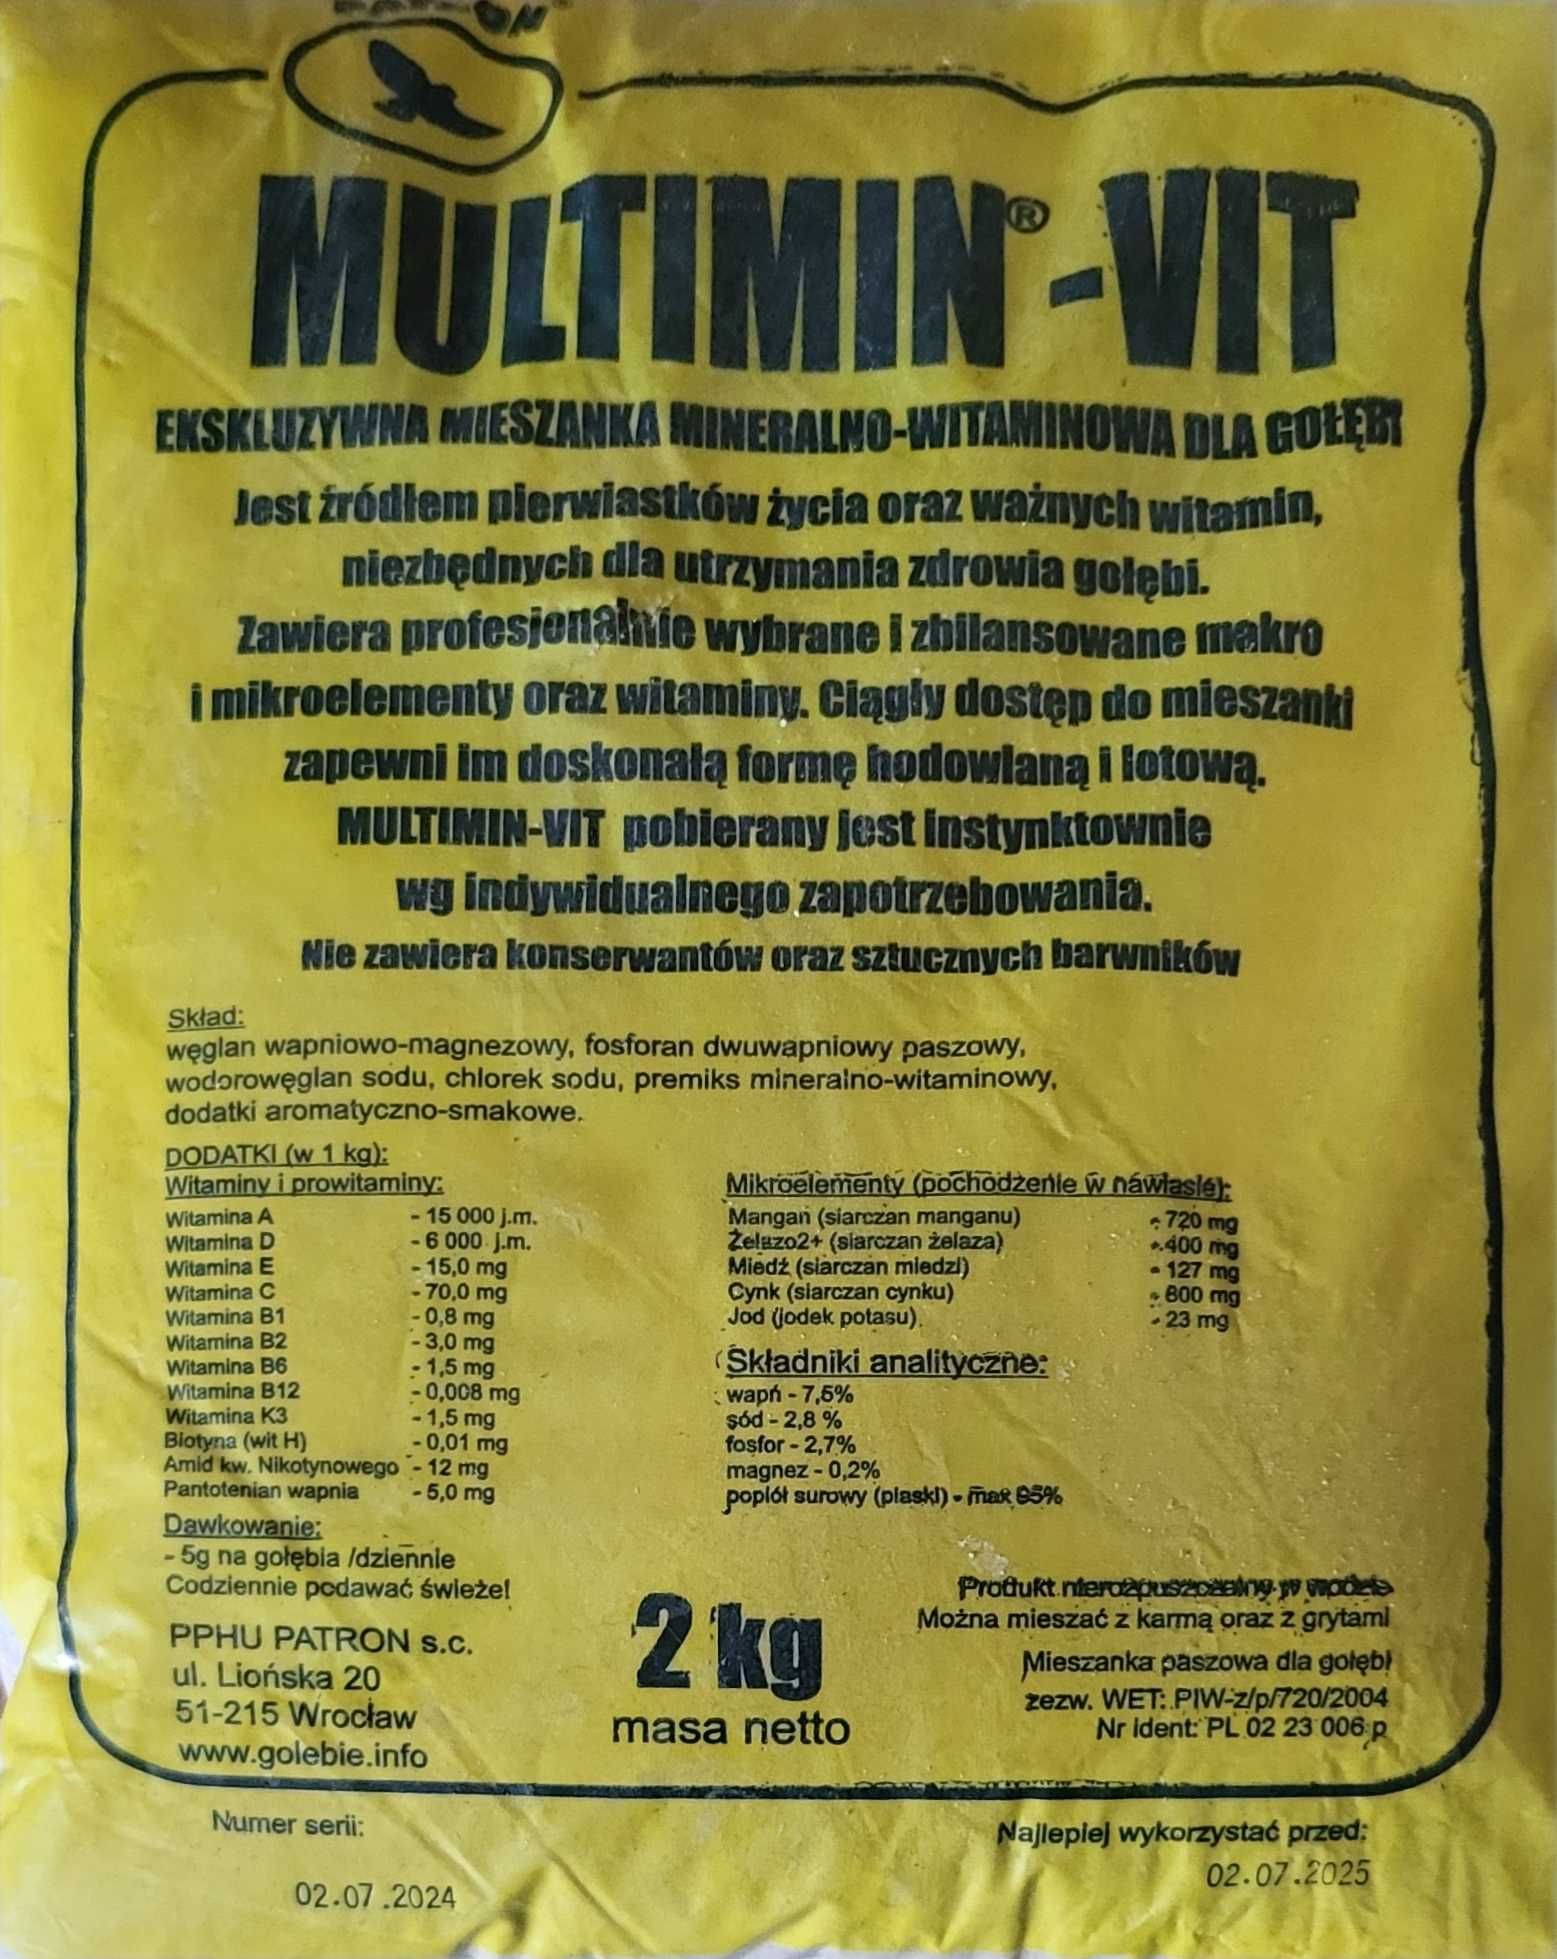 MULTIMIN®-VIT
EKSKLUZYWNA MIESZANKA MINERALNO-WITAMINOWA DLA GOŁĘBI
Jest źródłem pierwiastków życia oraz ważnych witamin,
niezbędnych dla utrzymania zdrowia gołębi.
Zawiera profesjonalnie wybrane i zbilansowane makro
i mikroelementy oraz witaminy. Ciągły dostęp do mieszanki
zapewni im doskonałą formę hodowlaną i lotową.
MULTIMIN-VIT pobierany jest instynktownie
wg indywidualnego zapotrzebowania.
Nie zawiera konserwantów oraz sztucznych barwników
Skład:
węglan wapniowo-magnezowy, fosforan dwuwapniowy paszowy,
wodorowęglan sodu, chlorek sodu, premiks mineralno-witaminowy,
dodatki aromatyczno-smakowe.
DODATKI (w 1 kg):
Witaminy i prowitaminy:
Witamina A - 15 000 j.m.
Witamina D - 6 000 j.m.
Witamina E - 15,0 mg
Witamina C - 70,0 mg
Witamina B1 - 0,8 mg
Witamina B2 - 3,0 mg
Witamina B6 - 1,5 mg
Witamina B12 - 0,008 mg
Witamina K3 - 1,5 mg
Biotyna (wit H) - 0,01 mg
Amid kw. Nikotynowego - 12 mg
Pantotenian wapnia - 5,0 mg
Mikroelementy (pochodzenie w nawiasie):
Mangan (siarczan manganu) - 720 mg
Żelazo2+ (siarczan żelaza) - 400 mg
Miedź (siarczan miedzi) - 127 mg
Cynk (siarczan cynku) - mg
Jod (jodek potasu) - 23 mg
Składniki analityczne:
wapń -
sód - 2,8 %
fosfor - 2,7%
magnez - 0,2%
popiół surowy (piaski) - max 95%
Dawkowanie:
- 5g na gołębia /dziennie
Codziennie podawać świeże!
PPHU PATRON s.c.
ul. Liońska 20
51-215 Wrocław
www.golebie.info
2 kg
masa netto
Produkt nierozpuszczalny w wodzie
Można mieszać z karmą oraz z grytami
Mieszanka paszowa dla gołębi
zezw. WET: PIW-z/p/720/2004
Nr ident: PL 02 23 006 p
Numer serii:
02.07.2024
Najlepiej wykorzystać przed:
02.07.2025